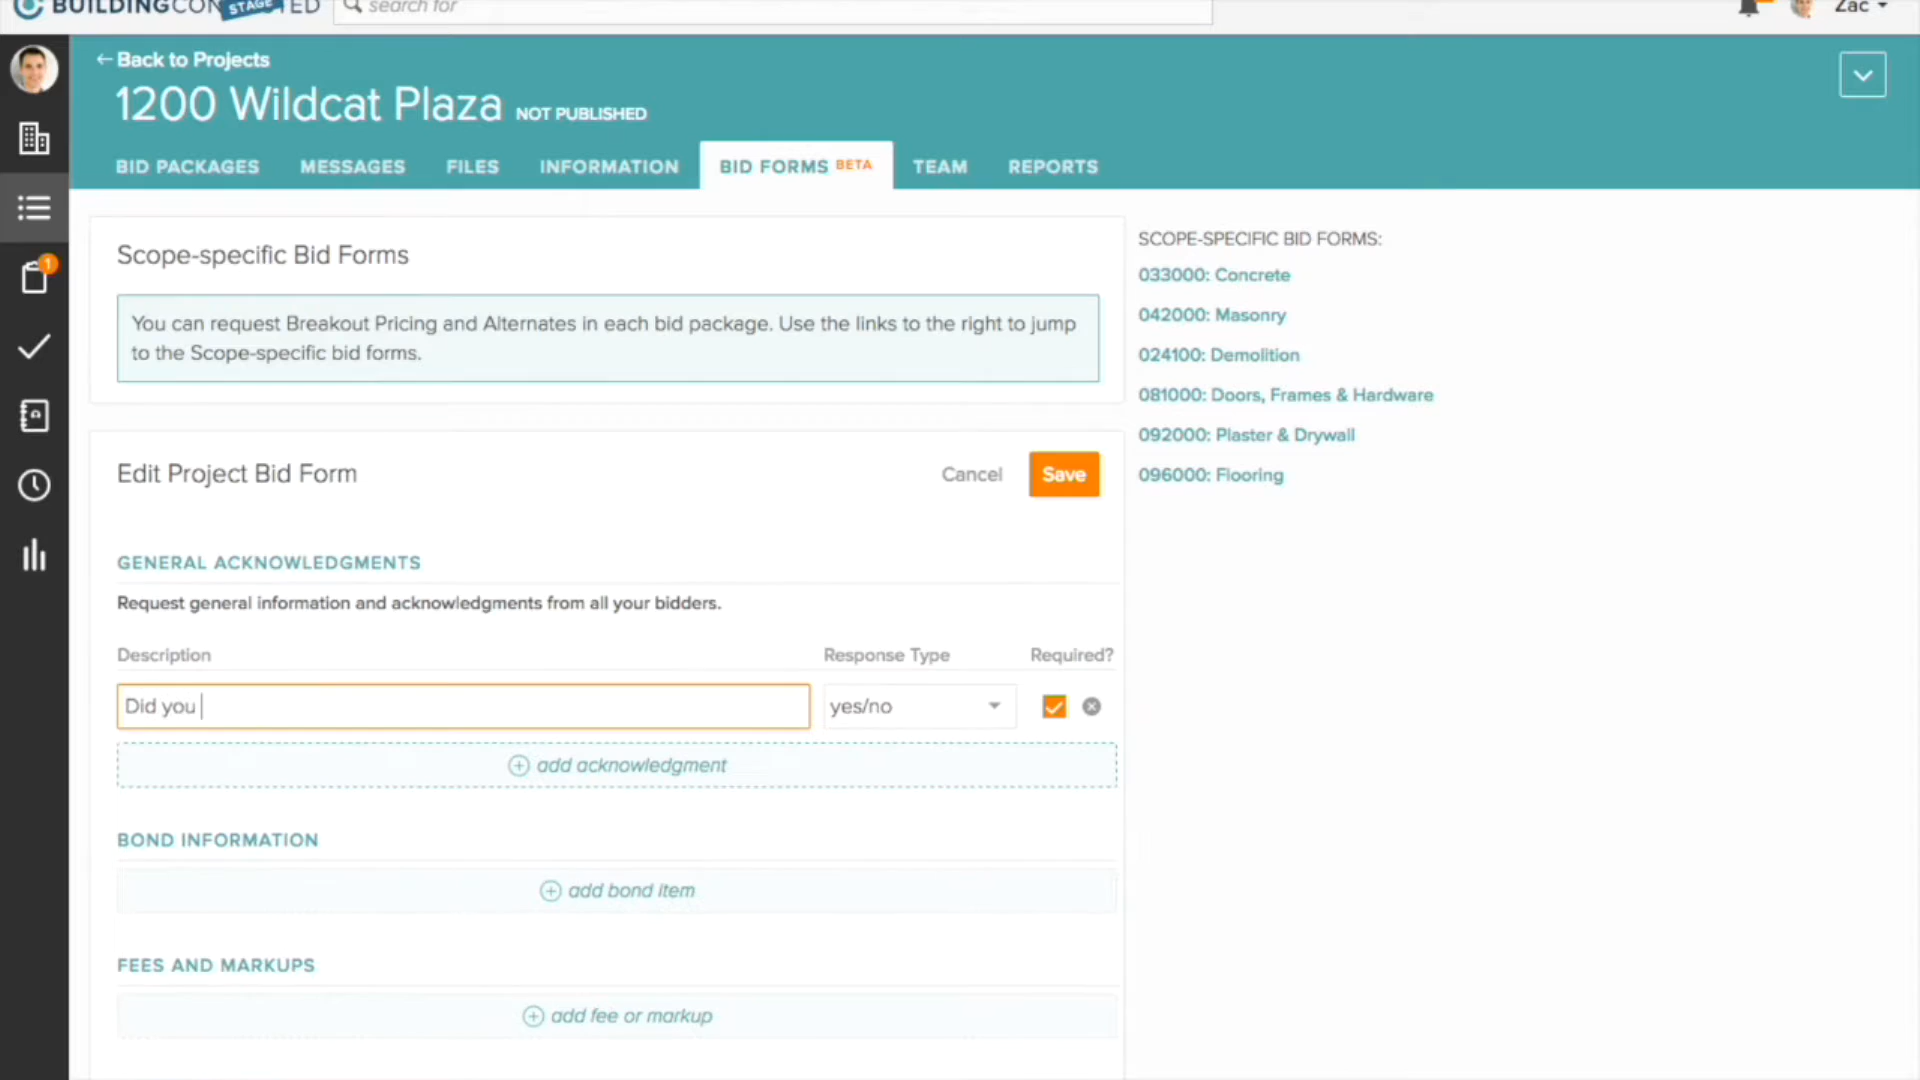 BUILDINGCON
STAGE
ED
search for
Zac
1
←Back to Projects
1200 Wildcat Plaza NOT PUBLISHED
BID PACKAGES MESSAGES FILES INFORMATION BID FORMS BETA TEAM REPORTS
Scope-specific Bid Forms
You can request Breakout Pricing and Alternates in each bid package. Use the links to the right to jump
to the Scope-specific bid forms.
SCOPE-SPECIFIC BID FORMS:
033000: Concrete
042000: Masonry
024100: Demolition
081000: Doors, Frames & Hardware
092000: Plaster & Drywall
096000: Flooring
Edit Project Bid Form
Cancel Save
GENERAL ACKNOWLEDGMENTS
Request general information and acknowledgments from all your bidders.
Description Response Type Required?
Did you yes/no
add acknowledgment
BOND INFORMATION
add bond item
FEES AND MARKUPS
add fee or markup